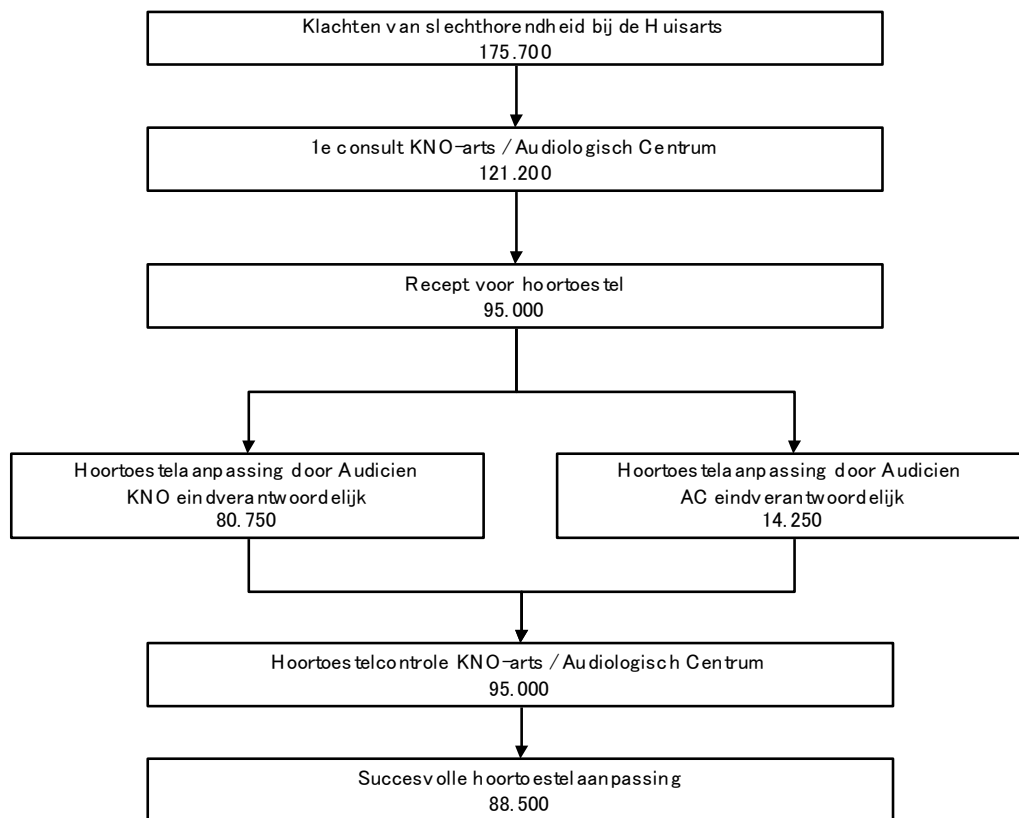 Klachten van slechthorendheid bij de Huisarts
175.700
1e consult KNO-arts / Audiologisch Centrum
121.200
Recept voor hoortoestel
95.000
Hoortoestelaanpassing door Audicien
KNO eindverantwoordelijk
80.750
Hoortoestelaanpassing door Audicien
AC eindverantwoordelijk
14.250
Hoortoestelcontrole KNO-arts / Audiologisch Centrum
95.000
Succesvolle hoortoestelaanpassing
88.500